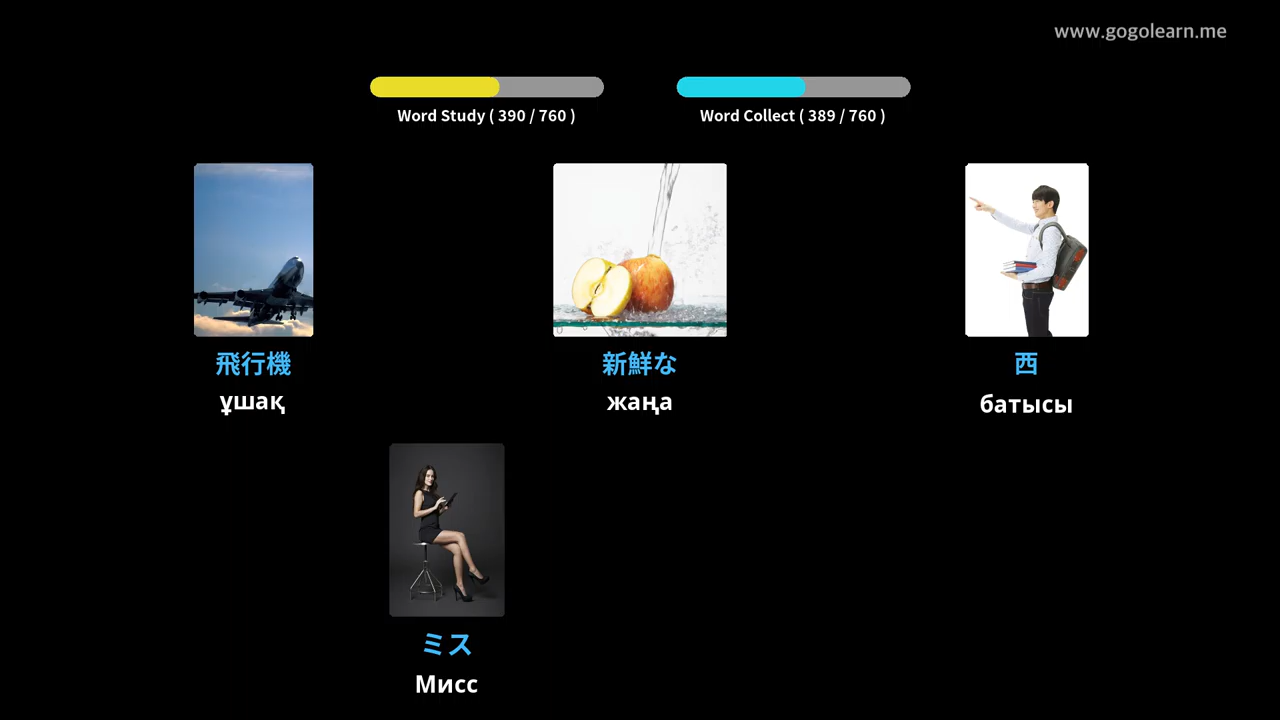 www.gogolearn.me
Word Study ( 390 / 760 )
Word Collect ( 389 / 760 )
飛行機
ұшақ
新鮮な
жаңа
西
батысы
ミス
Мисс